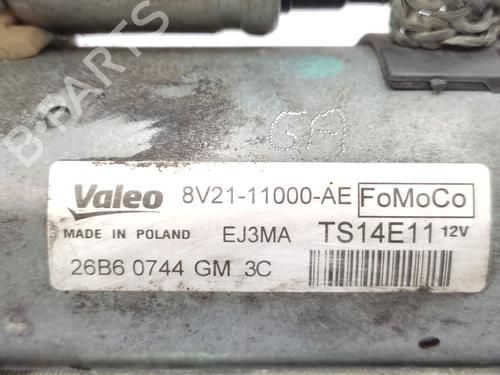 B-PARTS
GA
Valeo 8V21-11000-AE FoMoCo
MADE IN POLAND EJ3MA TS14E11 12V
26B6 0744 GM 3C